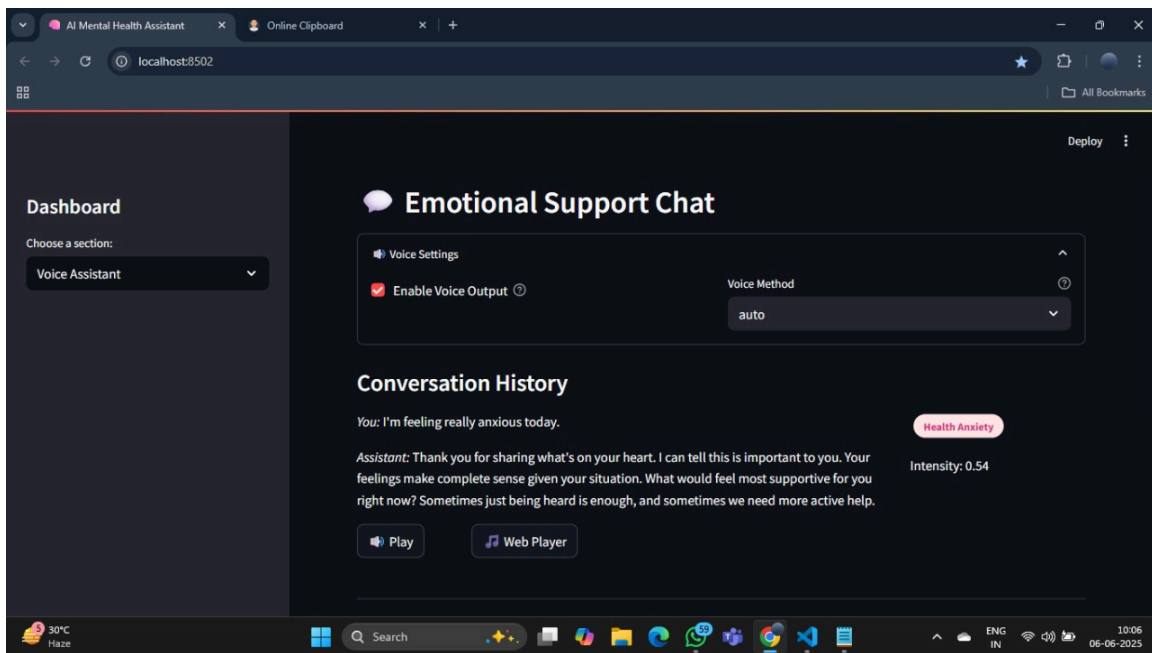 AI Mental Health Assistant
Online Clipboard
localhost:8502
All Bookmarks
Deploy
Dashboard
Choose a section:
Voice Assistant
Emotional Support Chat
Voice Settings
Enable Voice Output
Voice Method
auto
Conversation History
You: I'm feeling really anxious today.
Health Anxiety
Assistant: Thank you for sharing what's on your heart. I can tell this is important to you. Your
feelings make complete sense given your situation. What would feel most supportive for you
right now? Sometimes just being heard is enough, and sometimes we need more active help.
Intensity: 0.54
Play
Web Player
5
30°C
Haze
Search
59
ENG
IN
10:06
06-06-2025